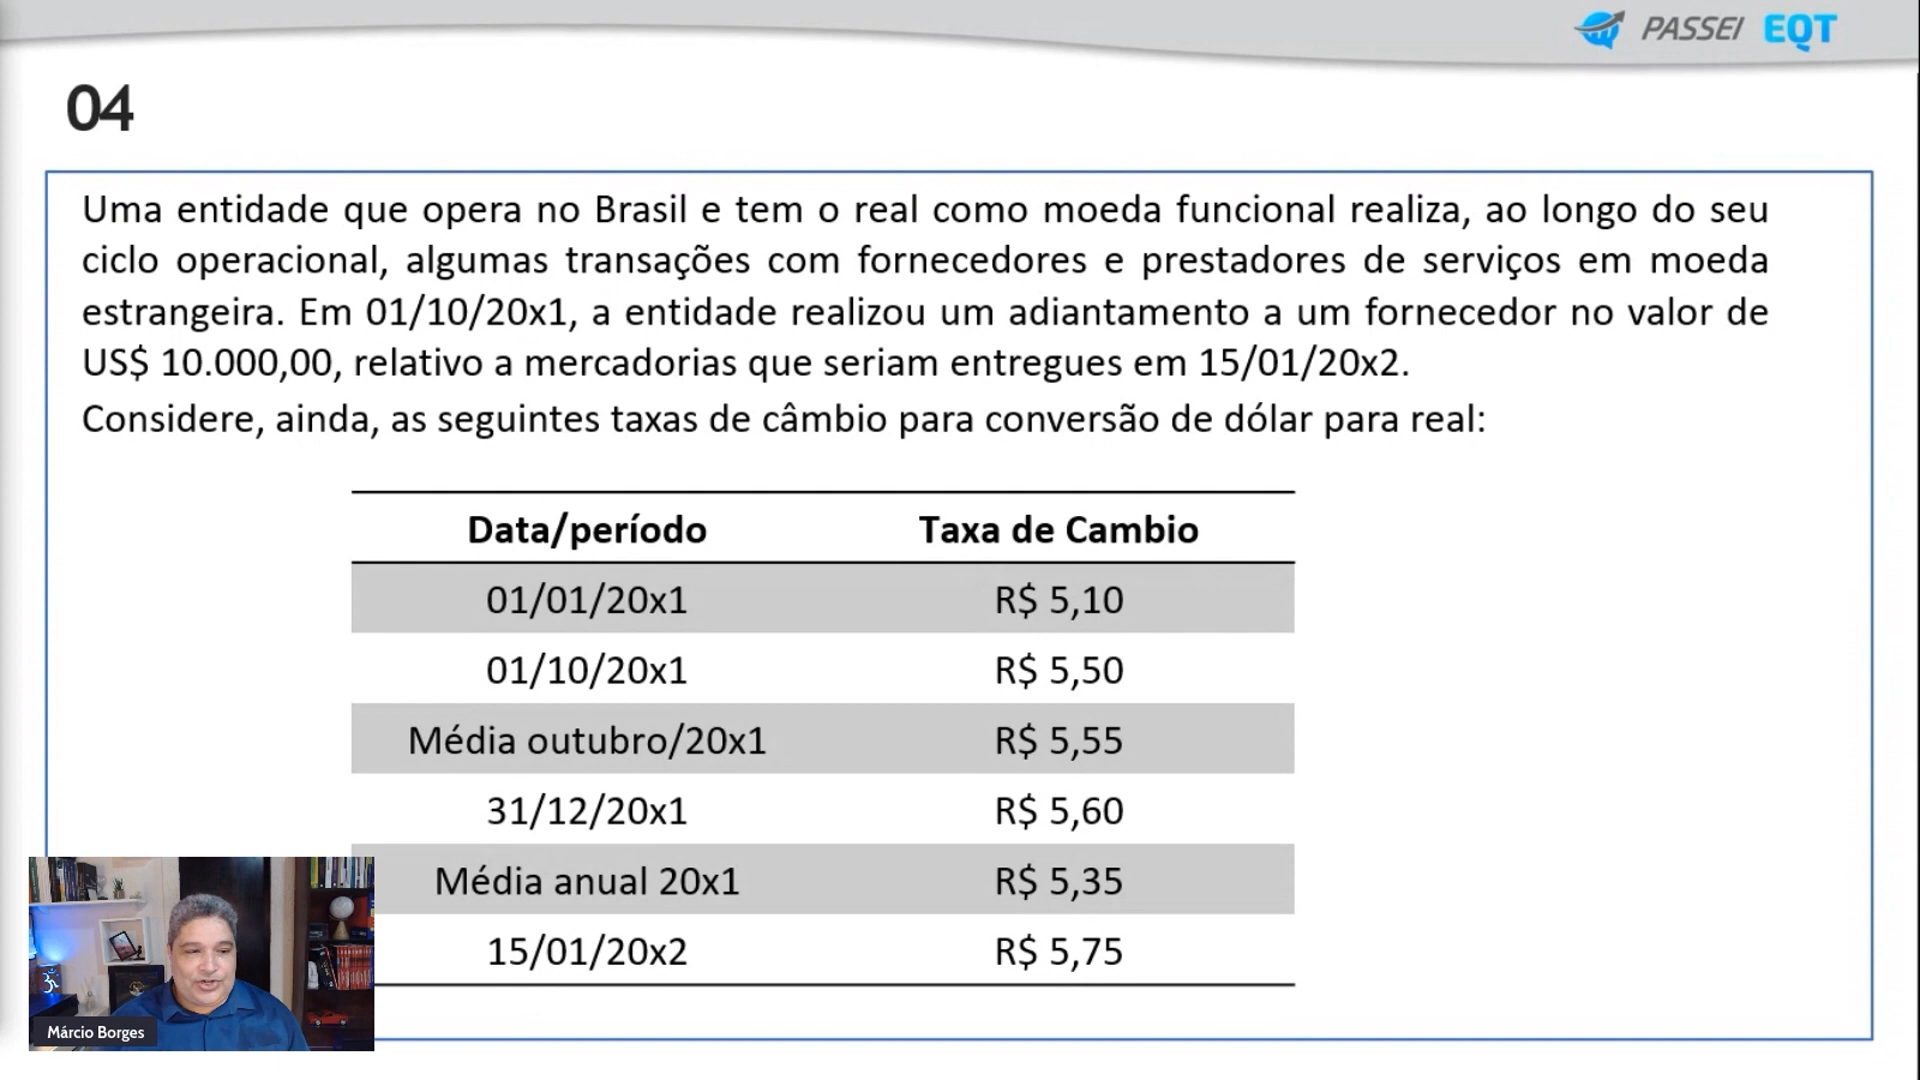 PASSEI EQT
04
Uma entidade que opera no Brasil e tem o real como moeda funcional realiza, ao longo do seu
ciclo operacional, algumas transações com fornecedores e prestadores de serviços em moeda
estrangeira. Em 01/10/20x1, a entidade realizou um adiantamento a um fornecedor no valor de
US$ 10.000,00, relativo a mercadorias que seriam entregues em 15/01/20x2.
Considere, ainda, as seguintes taxas de câmbio para conversão de dólar para real:
Data/período Taxa de Cambio
01/01/20x1 R$ 5,10
01/10/20x1 R$ 5,50
Média outubro/20x1 R$ 5,55
31/12/20x1 R$ 5,60
Média anual 20x1 R$ 5,35
15/01/20x2 R$ 5,75
Márcio Borges